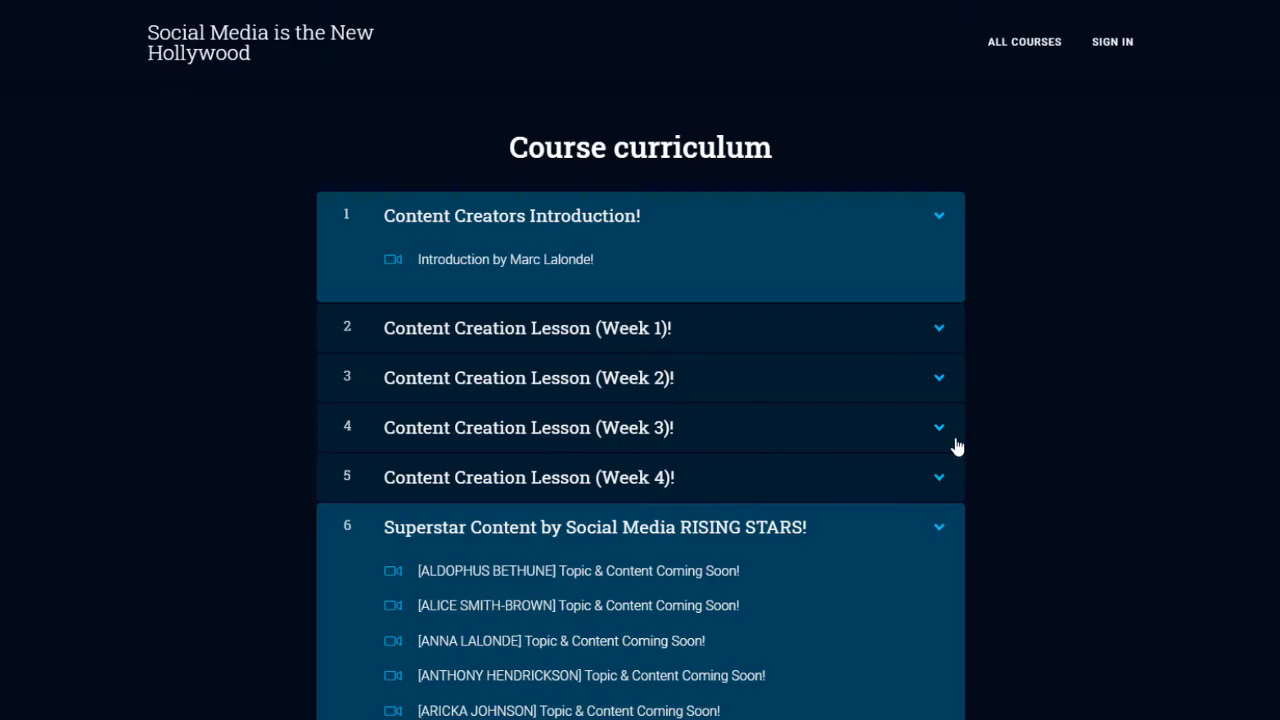 Social Media is the New
Hollywood
ALL COURSES
SIGN IN
Course curriculum
1 Content Creators Introduction!
Introduction by Marc Lalonde!
2 Content Creation Lesson (Week 1)!
3 Content Creation Lesson (Week 2)!
4 Content Creation Lesson (Week 3)!
5 Content Creation Lesson (Week 4)!
6 Superstar Content by Social Media RISING STARS!
[ALDOPHUS BETHUNE] Topic & Content Coming Soon!
[ALICE SMITH-BROWN] Topic & Content Coming Soon!
[ANNA LALONDE] Topic & Content Coming Soon!
[ANTHONY HENDRICKSON] Topic & Content Coming Soon!
[ARICKA JOHNSON] Topic & Content Coming Soon!